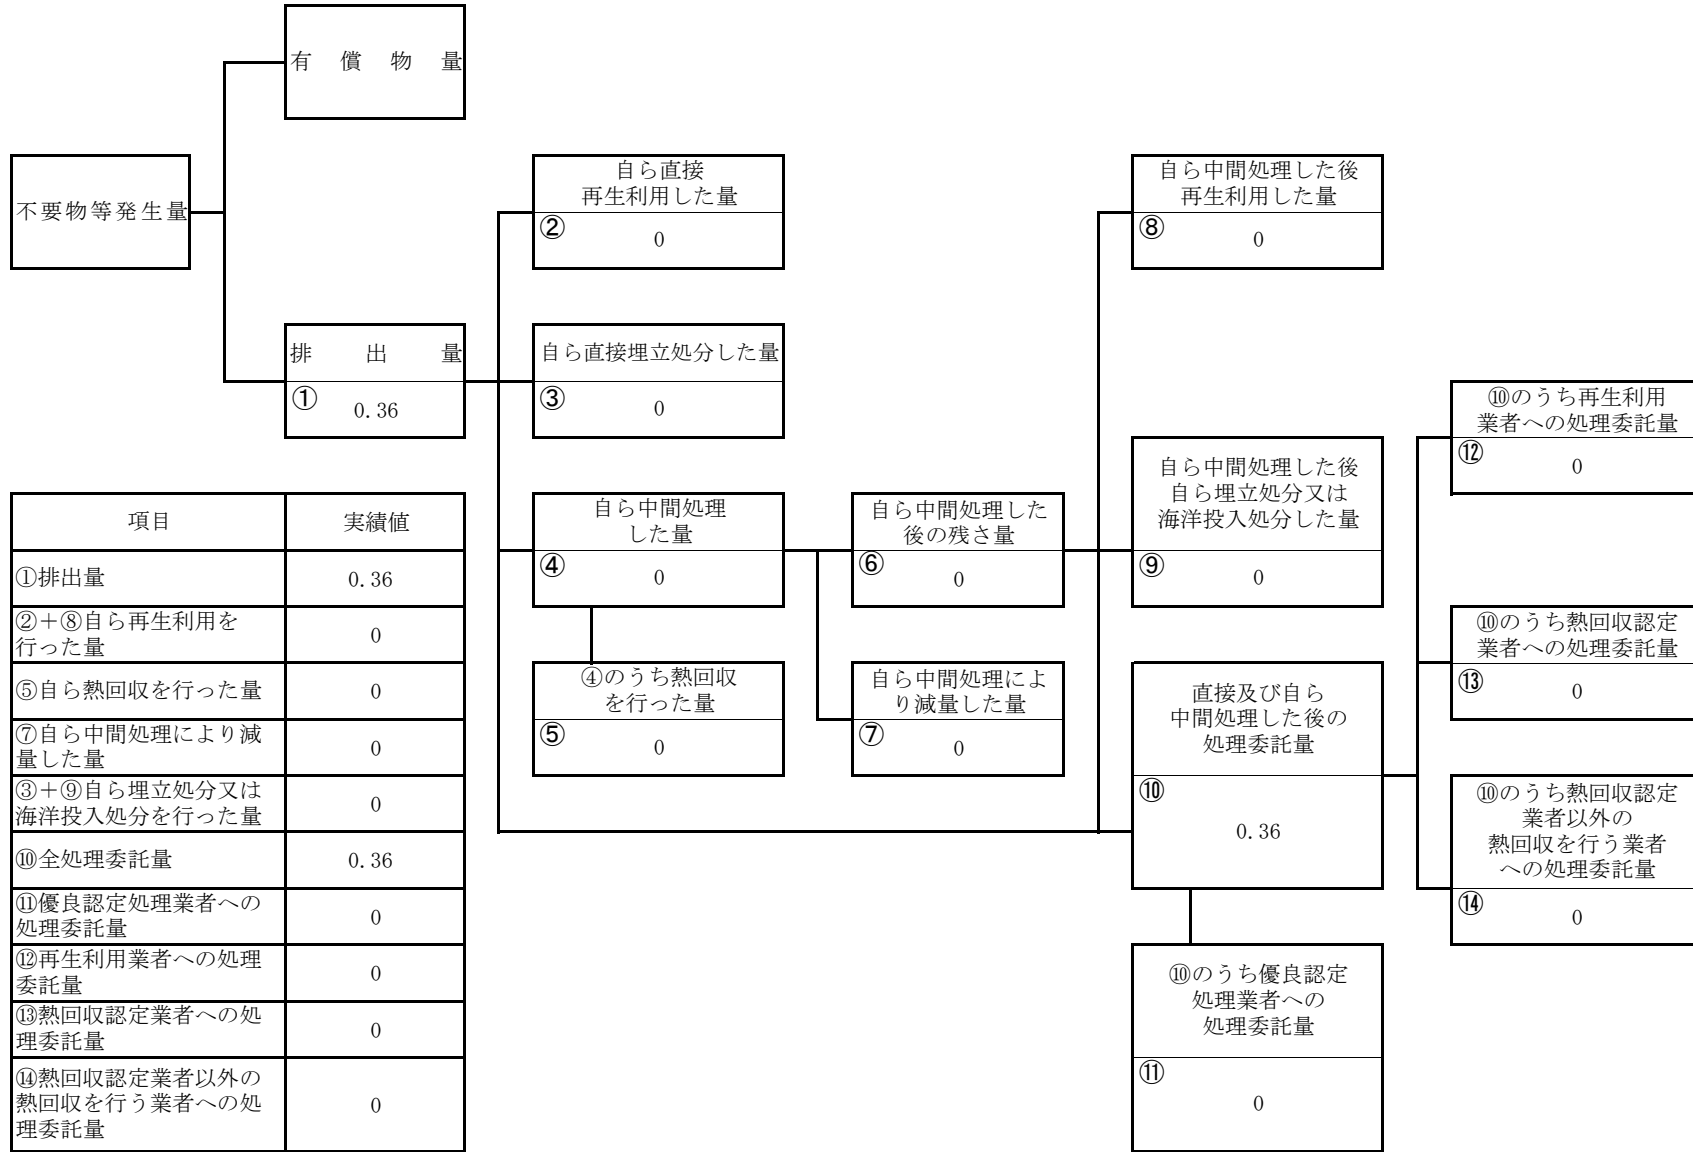 有償物量
不要物等発生量
自ら直接
再生利用した量
②
0
自ら中間処理した後
再生利用した量
⑧
0
排出量
①
0.36
自ら直接埋立処分した量
③
0
⑩のうち再生利用
業者への処理委託量
⑫
0
自ら中間処理した後
自ら埋立処分又は
海洋投入処分した量
⑨
0
自ら中間処理
した量
④
0
自ら中間処理した
後の残さ量
⑥
0
⑩のうち熱回収認定
業者への処理委託量
⑬
0
④のうち熱回収
を行った量
⑤
0
自ら中間処理によ
り減量した量
⑦
0
直接及び自ら
中間処理した後の
処理委託量
⑩
0.36
⑩のうち熱回収認定
業者以外の
熱回収を行う業者
への処理委託量
⑭
0
⑩のうち優良認定
処理業者への
処理委託量
⑪
0
項目 実績値
①排出量 0.36
②+⑧自ら再生利用を
行った量 0
⑤自ら熱回収を行った量 0
⑦自ら中間処理により減
量した量 0
③+⑨自ら埋立処分又は
海洋投入処分を行った量 0
⑩全処理委託量 0.36
⑪優良認定処理業者への
処理委託量 0
⑫再生利用業者への処理
委託量 0
⑬熱回収認定業者への処
理委託量 0
⑭熱回収認定業者以外の
熱回収を行う業者への処
理委託量 0